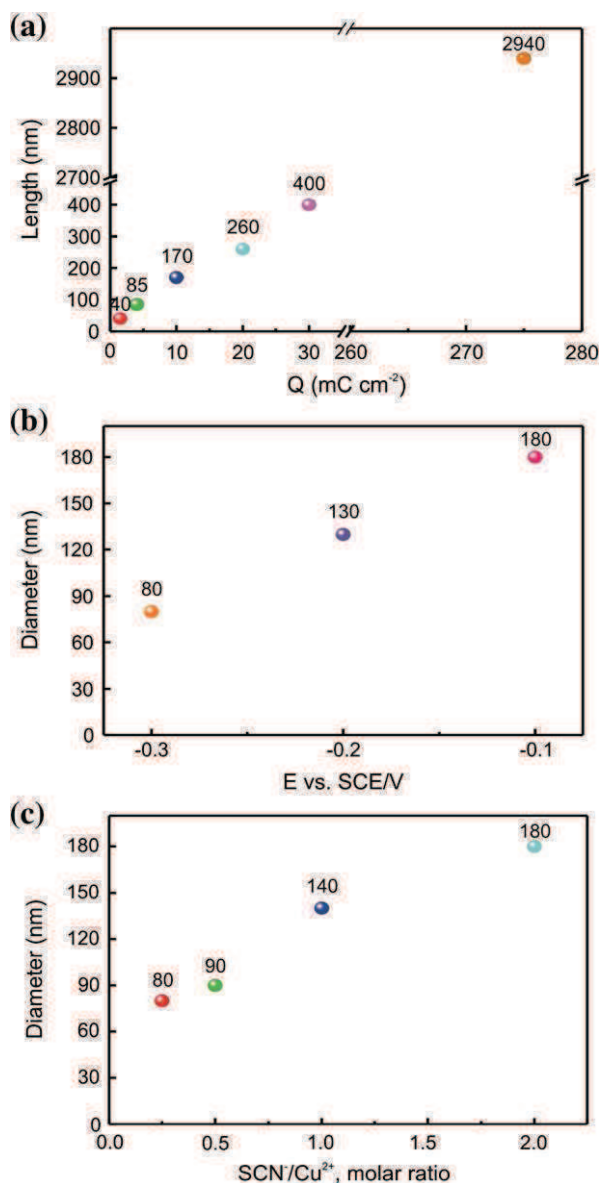 (a)
2940
2900
2800
2700
400
300
200
100
0
400
260
170
85
40
Length (nm)
0 10 20 30 260 270 280
Q (mC cm⁻²)
(b)
180
150
120
90
60
30
0
180
130
80
Diameter (nm)
-0.3 -0.2 -0.1
E vs. SCE/V
(c)
180
150
120
90
60
30
0
180
140
90
80
Diameter (nm)
0.0 0.5 1.0 1.5 2.0
SCN⁻/Cu²⁺, molar ratio